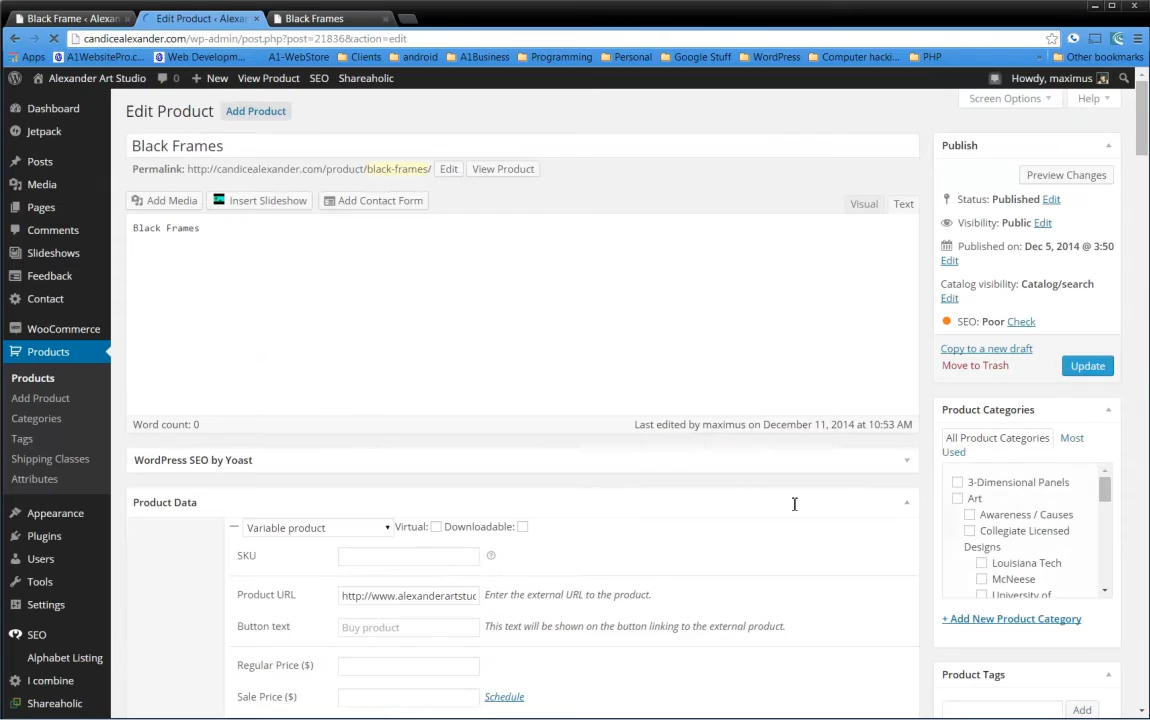 Black Frame ‹ Alexan
Edit Product ‹ Alexa
Black Frames
candicealexander.com/wp-admin/post.php?post=21836&action=edit
Apps
A1WebsitePro.c...
Web Developm...
A1-WebStore
Clients
android
A1Business
Programming
Personal
Google Stuff
WordPress
Computer hacki...
PHP
Other bookmarks
Alexander Art Studio
0
+ New
View Product
SEO
Shareaholic
Howdy, maximus
Dashboard
Jetpack
Posts
Media
Pages
Comments
Slideshows
Feedback
Contact
WooCommerce
Products
Products
Add Product
Categories
Tags
Shipping Classes
Attributes
Appearance
Plugins
Users
Tools
Settings
SEO
Alphabet Listing
I combine
Shareaholic
Screen Options
Help
Edit Product
Add Product
Black Frames
Permalink: http://candicealexander.com/product/black-frames/
Edit
View Product
Add Media
Insert Slideshow
Add Contact Form
Visual
Text
Black Frames
Word count: 0
Last edited by maximus on December 11, 2014 at 10:53 AM
WordPress SEO by Yoast
Product Data
Variable product
Virtual:
Downloadable:
SKU
Product URL
http://www.alexanderartstuc
Enter the external URL to the product.
Button text
Buy product
This text will be shown on the button linking to the external product.
Regular Price ($)
Sale Price ($)
Schedule
Publish
Preview Changes
Status: Published Edit
Visibility: Public Edit
Published on: Dec 5, 2014 @ 3:50
Edit
Catalog visibility: Catalog/search
Edit
SEO: Poor Check
Copy to a new draft
Move to Trash
Update
Product Categories
All Product Categories
Most
Used
3-Dimensional Panels
Art
Awareness / Causes
Collegiate Licensed
Designs
Louisiana Tech
McNeese
University of
+ Add New Product Category
Product Tags
Add